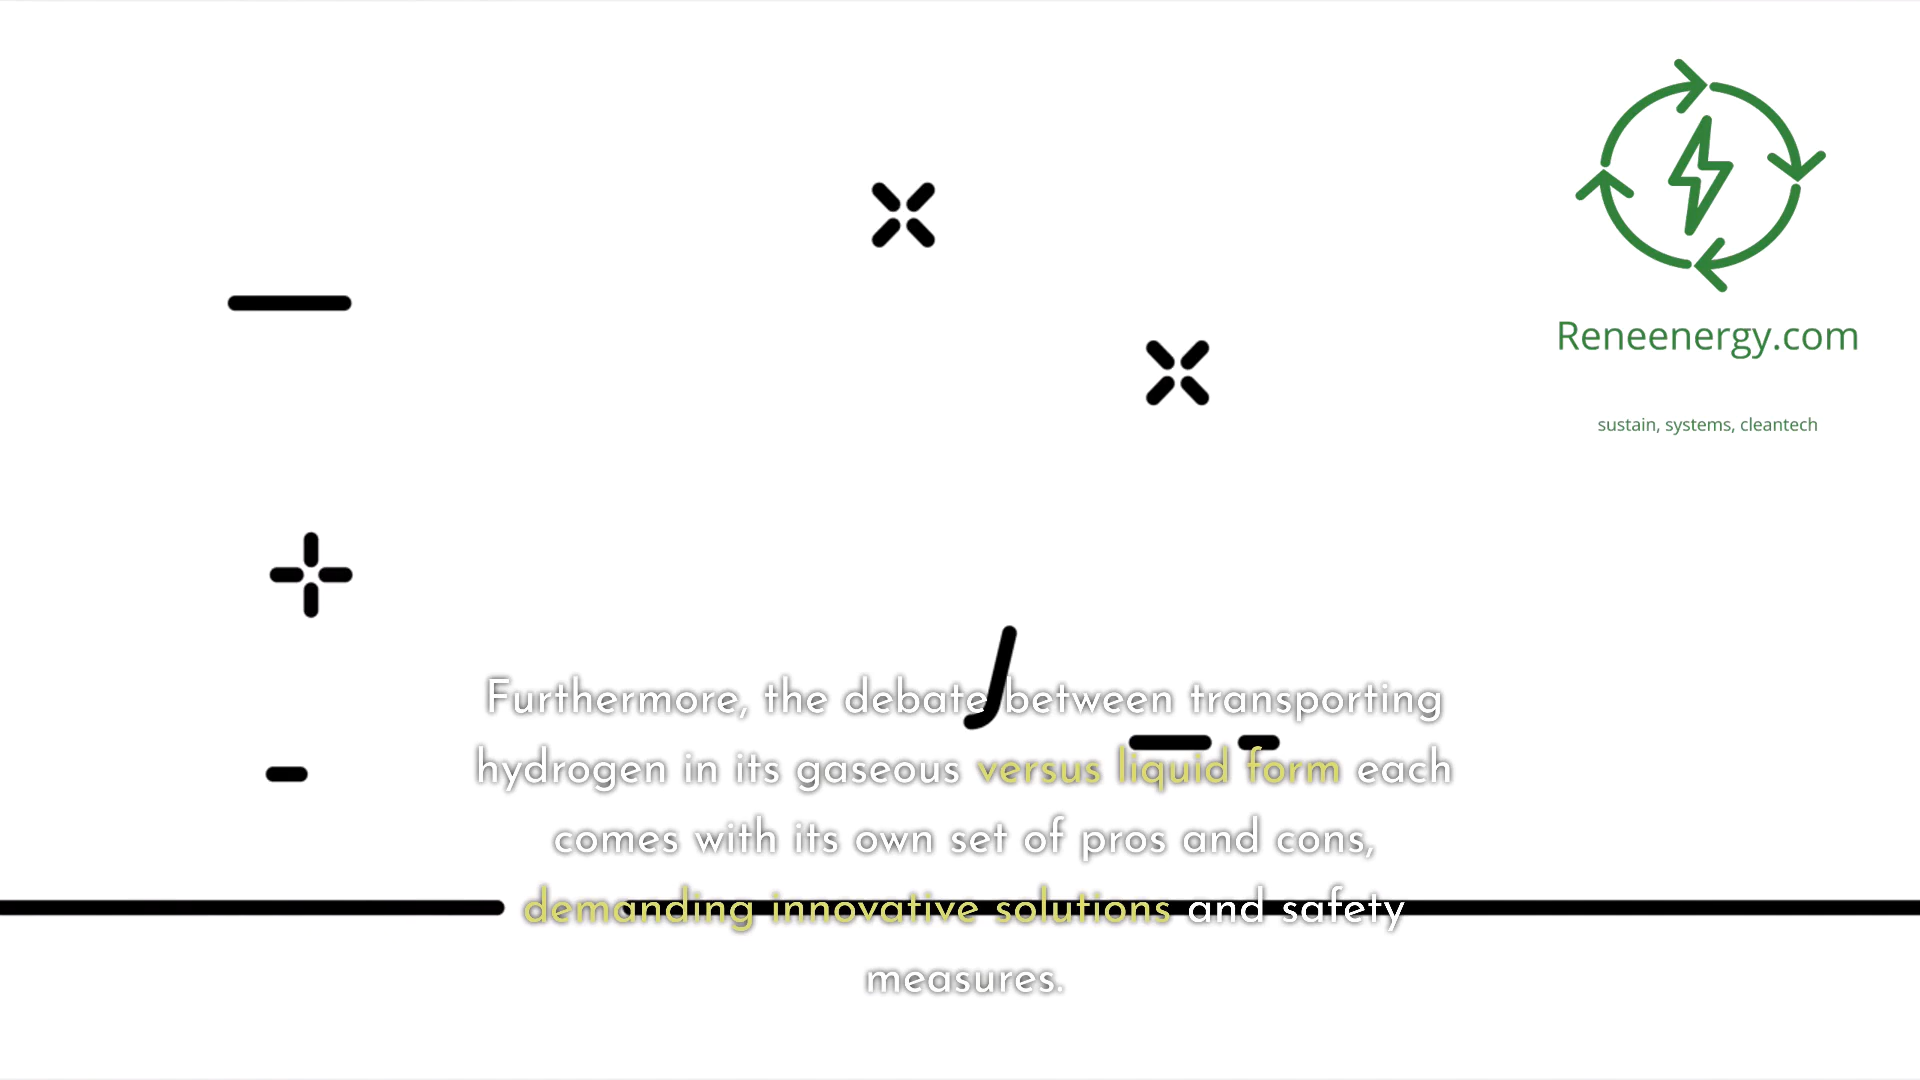 Reneenergy.com
sustain, systems, cleantech
Furthermore, the debate between transporting
hydrogen in its gaseous versus liquid form each
comes with its own set of pros and cons,
demanding innovative solutions and safety
measures.